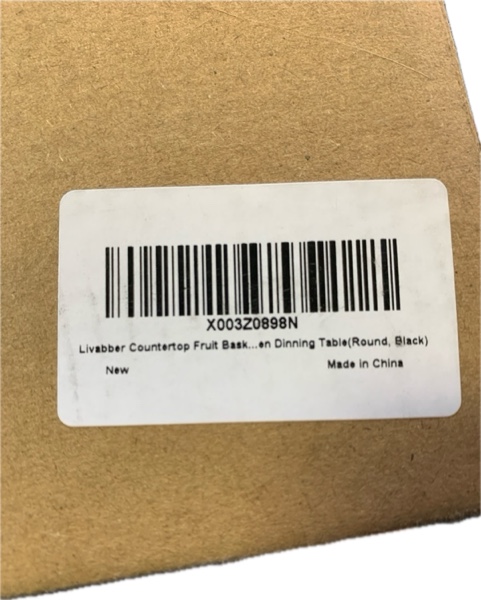 X003Z0898N
Livabber Countertop Fruit Bask...en Dinning Table(Round, Black)
New Made in China